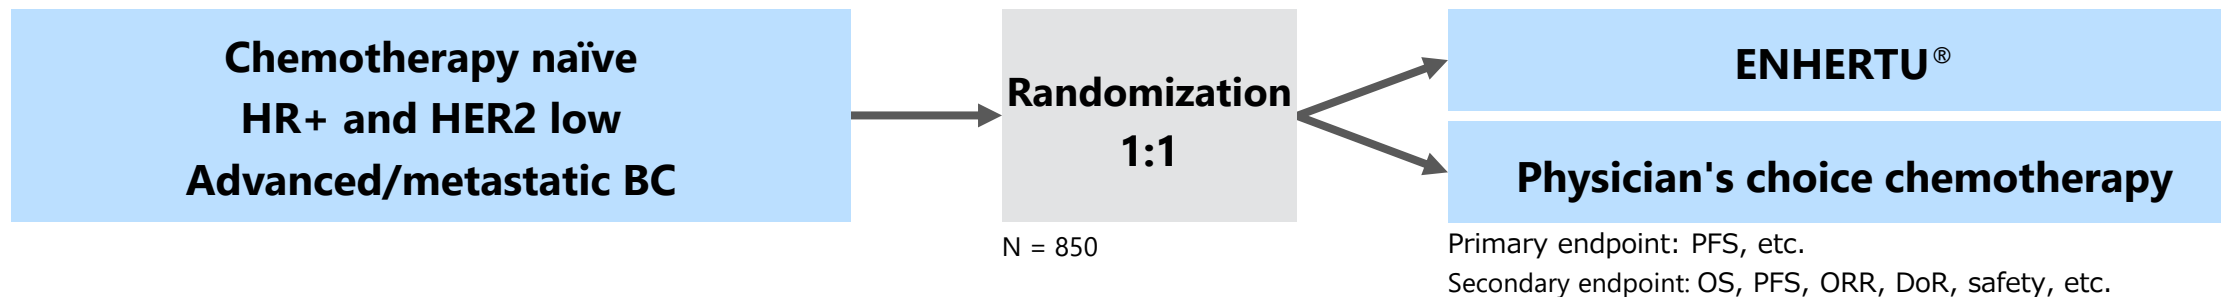 Chemotherapy naïve
HR+ and HER2 low
Advanced/metastatic BC
Randomization
1:1
N = 850
ENHERTU®
Physician's choice chemotherapy
Primary endpoint: PFS, etc.
Secondary endpoint: OS, PFS, ORR, DoR, safety, etc.